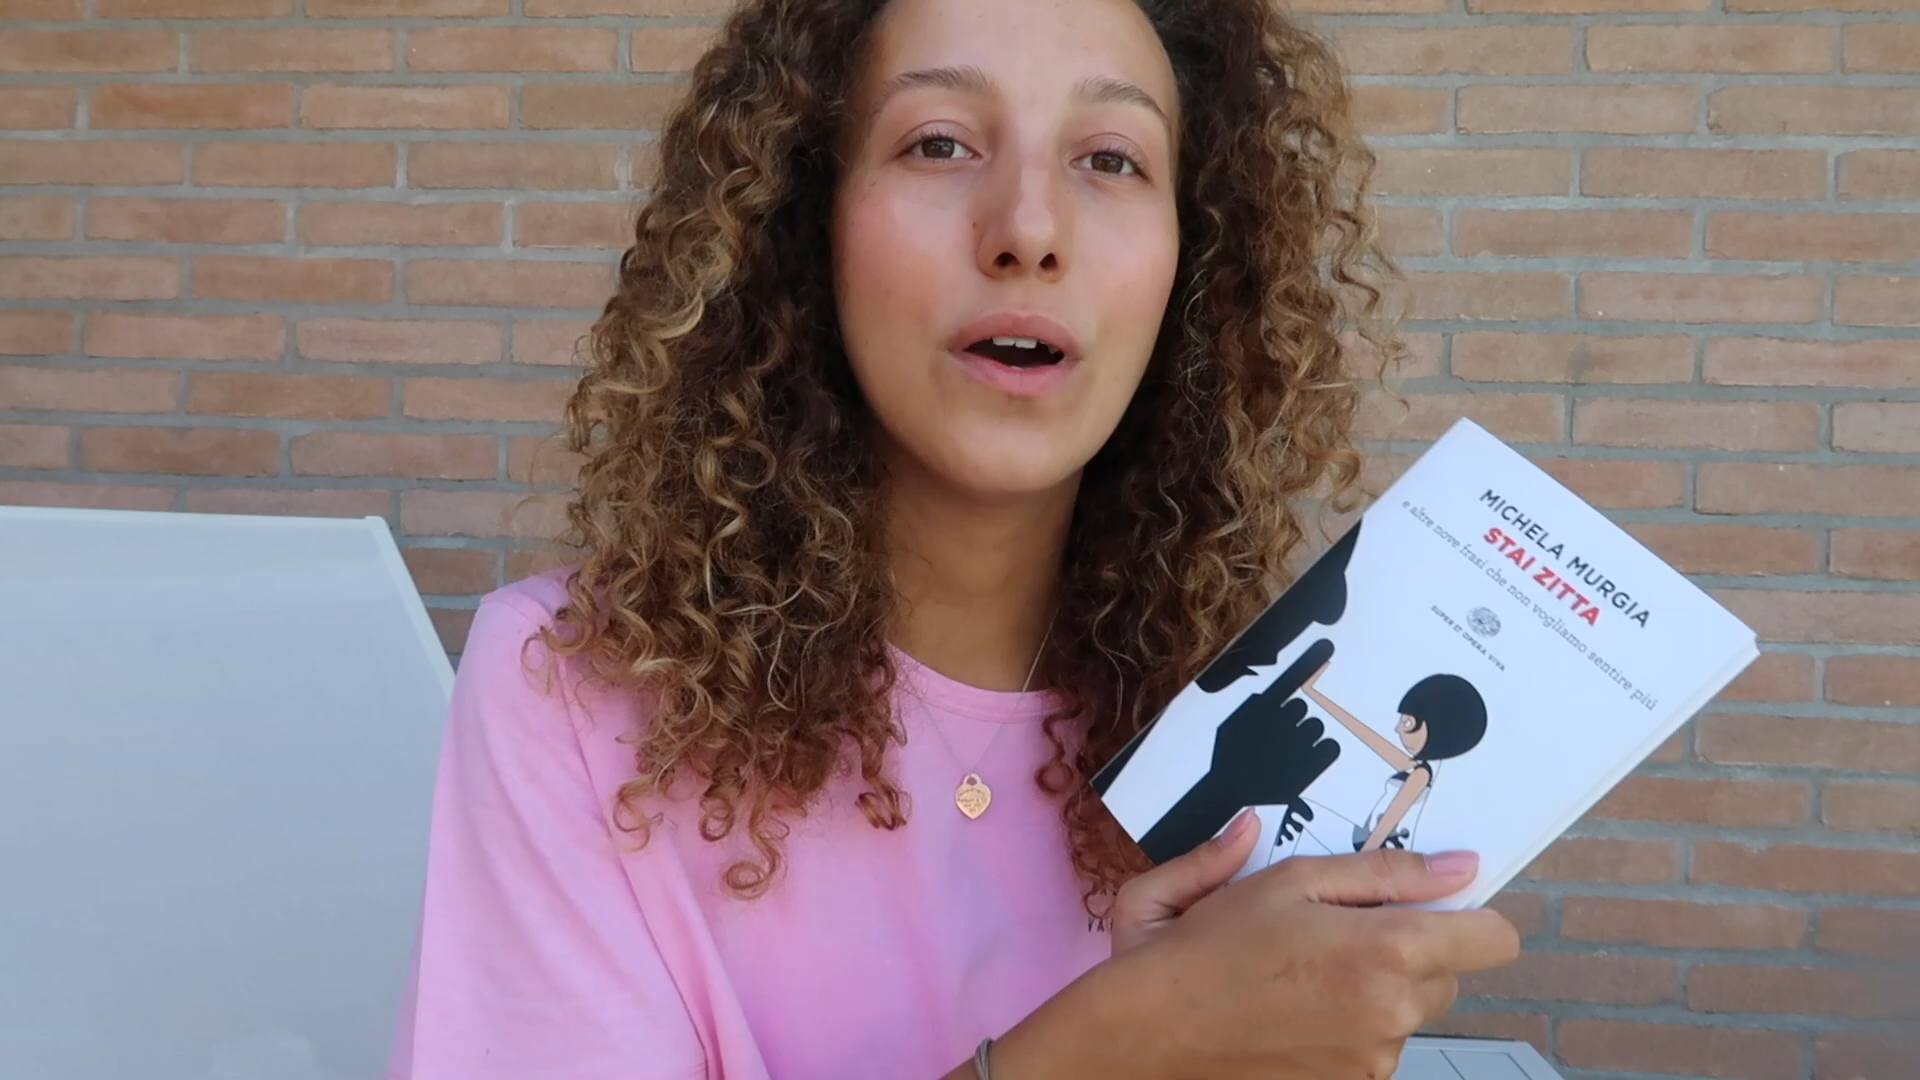 MICHELA MURGIA
STAI ZITTA
e altre nove frasi che non vogliamo sentire più
SUPER ET OPERA VIVA